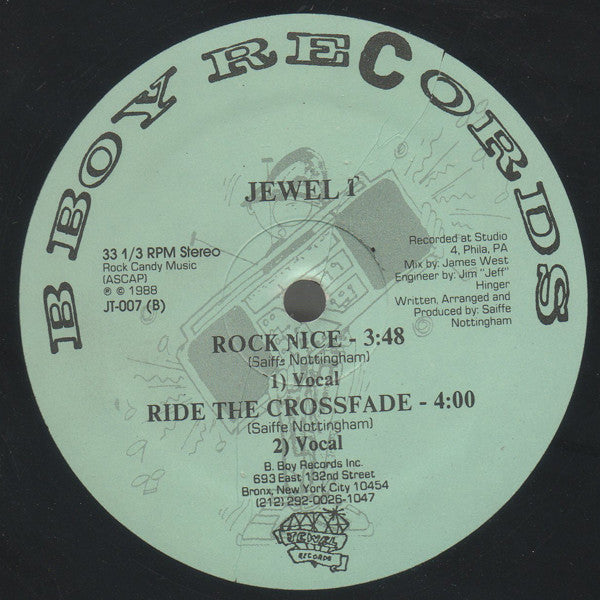 B BOY RECORDS
JEWEL T
33 1/3 RPM Stereo
Rock Candy Music
(ASCAP)
℗ © 1988
JT-007 (B)
Recorded at Studio
4, Phila, PA
Mix by: James West
Engineer by: Jim "Jeff"
Hinger
Written, Arranged and
Produced by: Saiffe
Nottingham
ROCK NICE - 3:48
(Saiffe Nottingham)
1) Vocal
RIDE THE CROSSFADE - 4:00
(Saiffe Nottingham)
2) Vocal
B. Boy Records Inc.
693 East 132nd Street
Bronx, New York City 10454
(212) 292-0026-1047
JEWEL
RECORDS